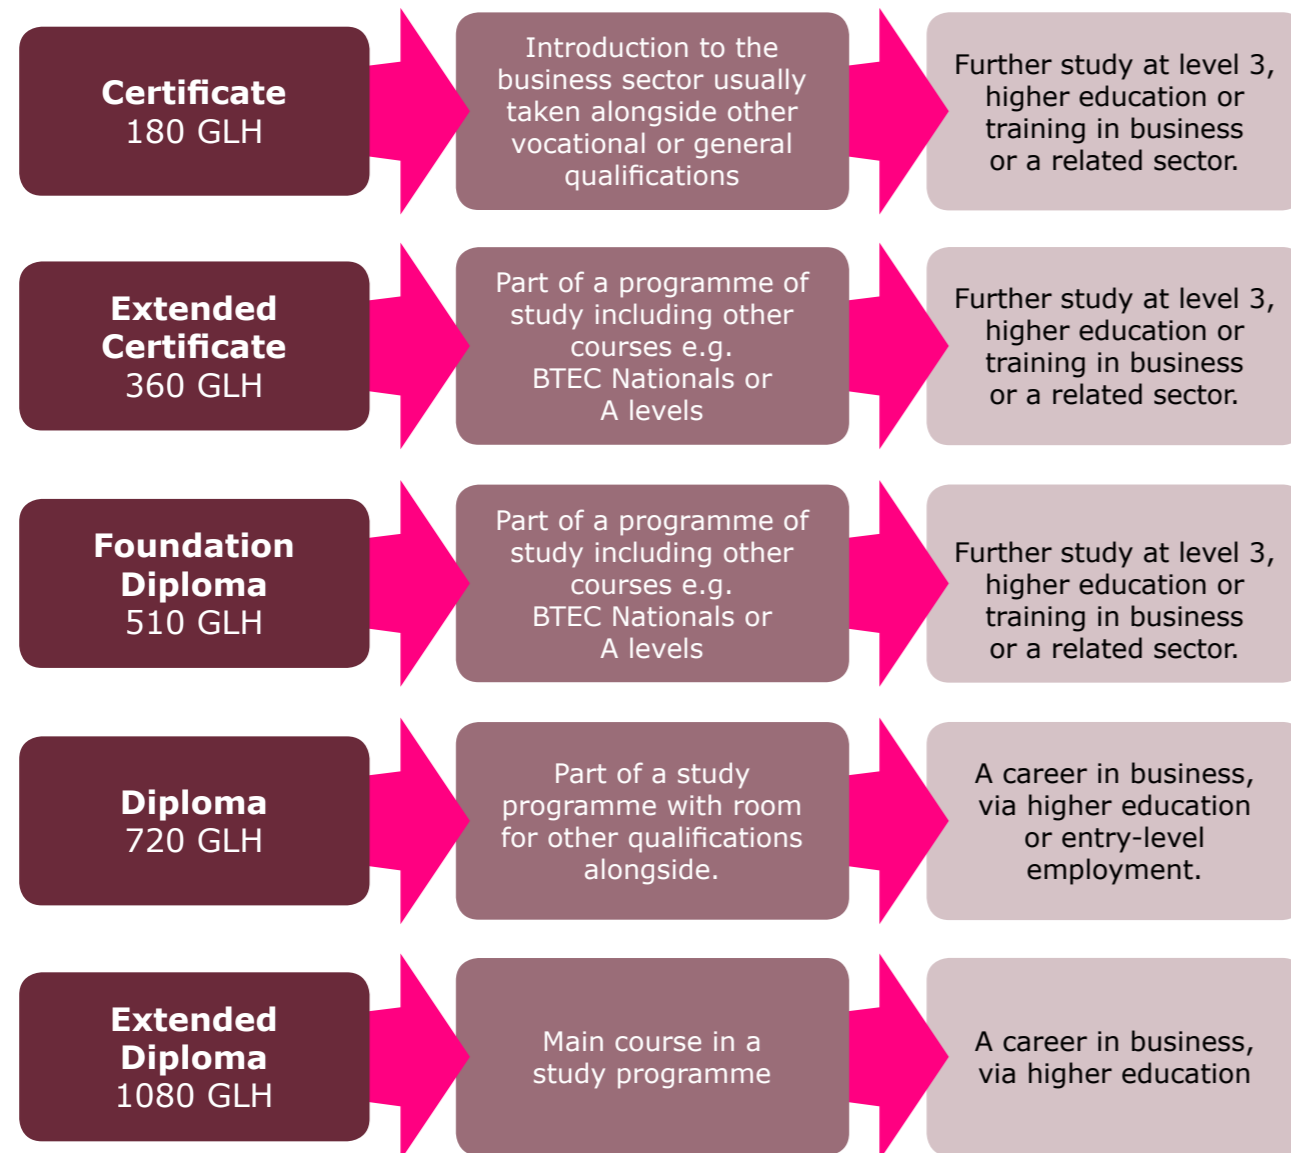 Certificate
180 GLH
Introduction to the
business sector usually
taken alongside other
vocational or general
qualifications
Further study at level 3,
higher education or
training in business
or a related sector.
Extended
Certificate
360 GLH
Part of a programme of
study including other
courses e.g.
BTEC Nationals or
A levels
Further study at level 3,
higher education or
training in business
or a related sector.
Foundation
Diploma
510 GLH
Part of a programme of
study including other
courses e.g.
BTEC Nationals or
A levels
Further study at level 3,
higher education or
training in business
or a related sector.
Diploma
720 GLH
Part of a study
programme with room
for other qualifications
alongside.
A career in business,
via higher education
or entry-level
employment.
Extended
Diploma
1080 GLH
Main course in a
study programme
A career in business,
via higher education